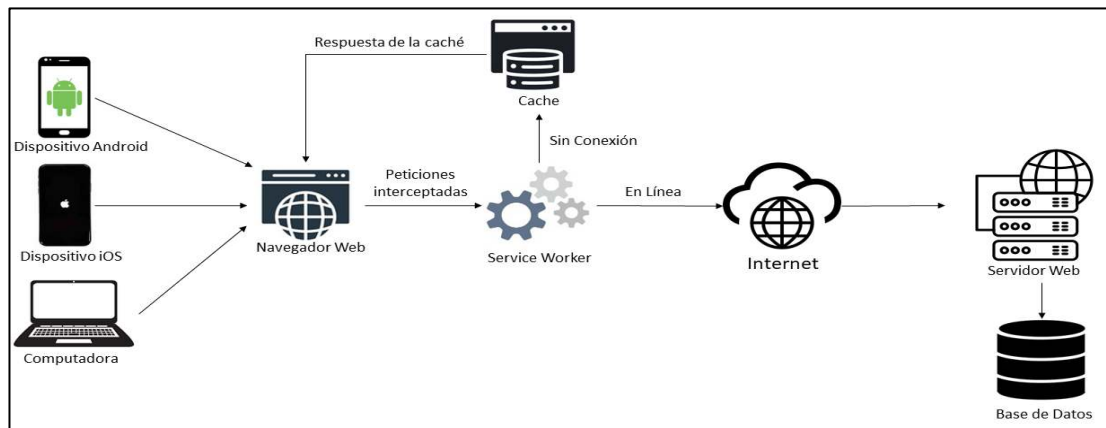 Respuesta de la caché
Cache
Dispositivo Android
Sin Conexión
Peticiones
interceptadas
En Línea
Dispositivo iOS
Navegador Web
Service Worker
Internet
Servidor Web
Computadora
Base de Datos